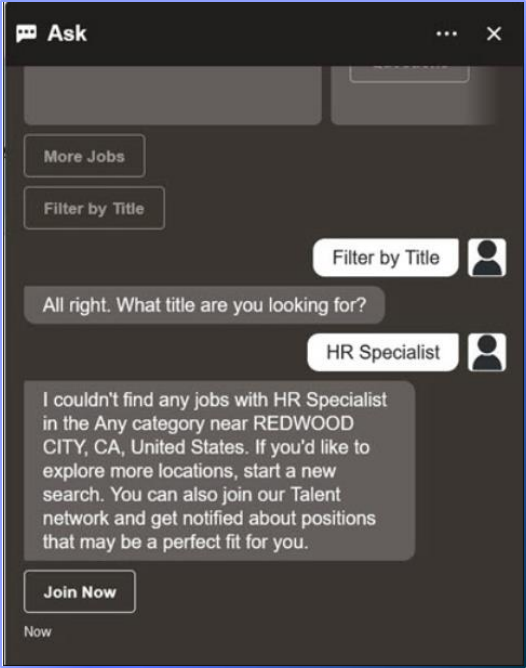 Ask
More Jobs
Filter by Title
Filter by Title
All right. What title are you looking for?
HR Specialist
I couldn't find any jobs with HR Specialist
in the Any category near REDWOOD
CITY, CA, United States. If you'd like to
explore more locations, start a new
search. You can also join our Talent
network and get notified about positions
that may be a perfect fit for you.
Join Now
Now